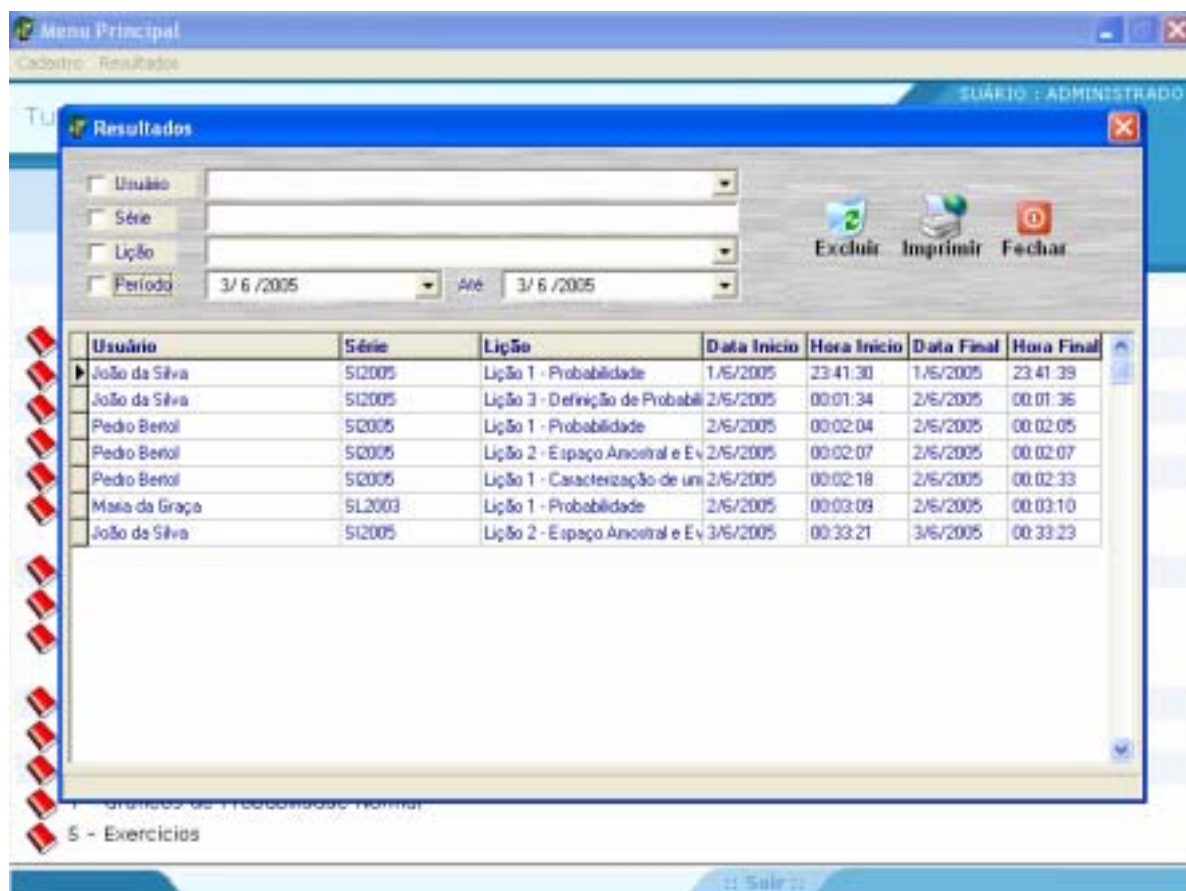 Menu Principal
Cadastro Resultados
SUÁRIO : ADMINISTRADO
Tu
Resultados
Usuário
Série
Lição
Período 3/ 6 /2005 Até 3/ 6 /2005
Excluir Imprimir Fechar
Usuário Série Lição Data Inicio Hora Inicio Data Final Hora Final
João da Silva SI2005 Lição 1 - Probabilidade 1/6/2005 23:41:30 1/6/2005 23:41:39
João da Silva SI2005 Lição 3 - Definição de Probabili 2/6/2005 00:01:34 2/6/2005 00:01:36
Pedro Bertol SI2005 Lição 1 - Probabilidade 2/6/2005 00:02:04 2/6/2005 00:02:05
Pedro Bertol SI2005 Lição 2 - Espaço Amostral e Ev 2/6/2005 00:02:07 2/6/2005 00:02:07
Pedro Bertol SI2005 Lição 1 - Caracterização de um 2/6/2005 00:02:18 2/6/2005 00:02:33
Maria da Graça SL2003 Lição 1 - Probabilidade 2/6/2005 00:03:09 2/6/2005 00:03:10
João da Silva SI2005 Lição 2 - Espaço Amostral e Ev 3/6/2005 00:33:21 3/6/2005 00:33:23
Gráficos de Probabilidade Normal
5 - Exercicios
:: Sair ::